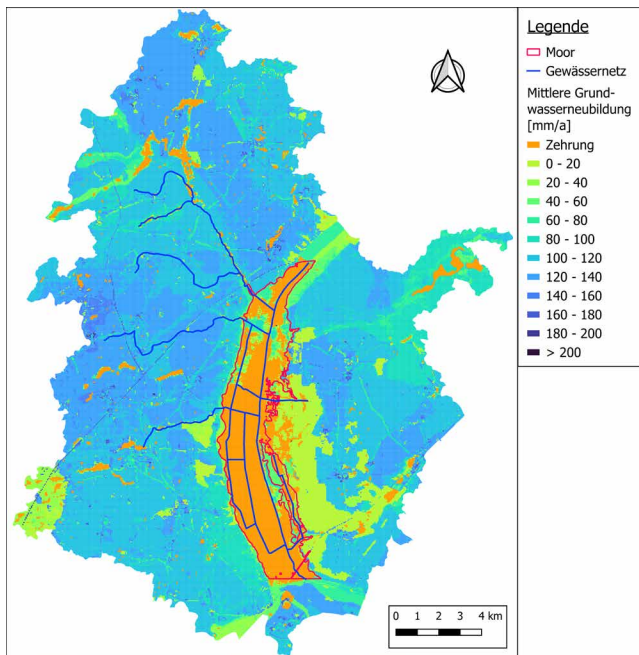 Legende
Moor
Gewässernetz
Mittlere Grund-
wasserneubildung
[mm/a]
Zehrung
0 - 20
20 - 40
40 - 60
60 - 80
80 - 100
100 - 120
120 - 140
140 - 160
160 - 180
180 - 200
> 200
0 1 2 3 4 km